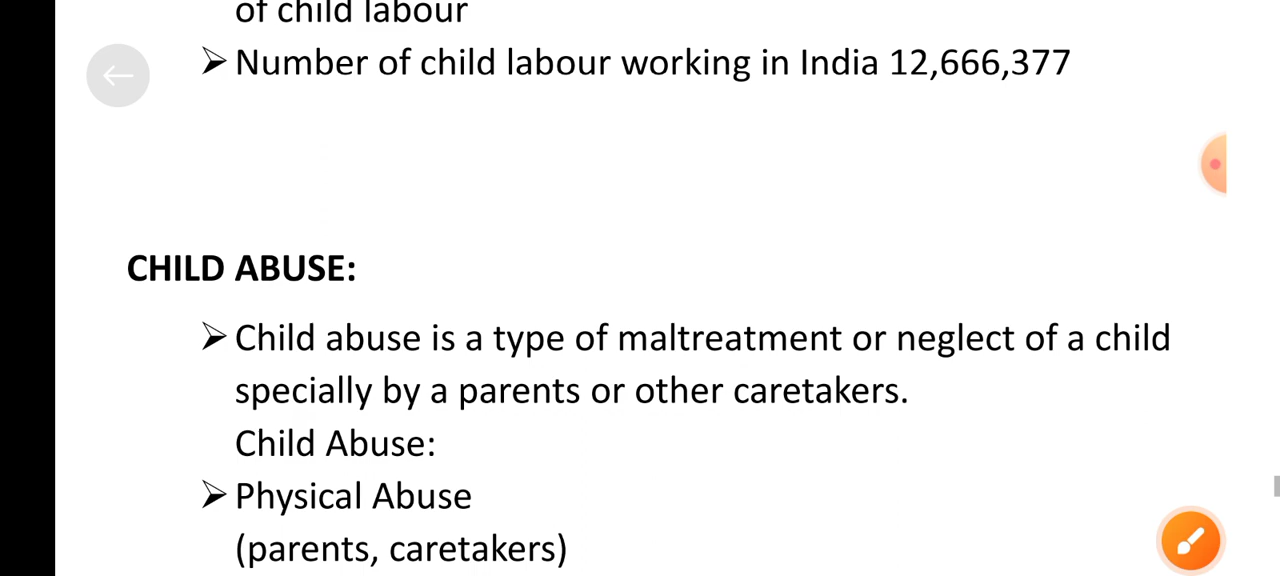 of child labour
➢ Number of child labour working in India 12,666,377
CHILD ABUSE:
➢ Child abuse is a type of maltreatment or neglect of a child
specially by a parents or other caretakers.
Child Abuse:
➢ Physical Abuse
(parents, caretakers)